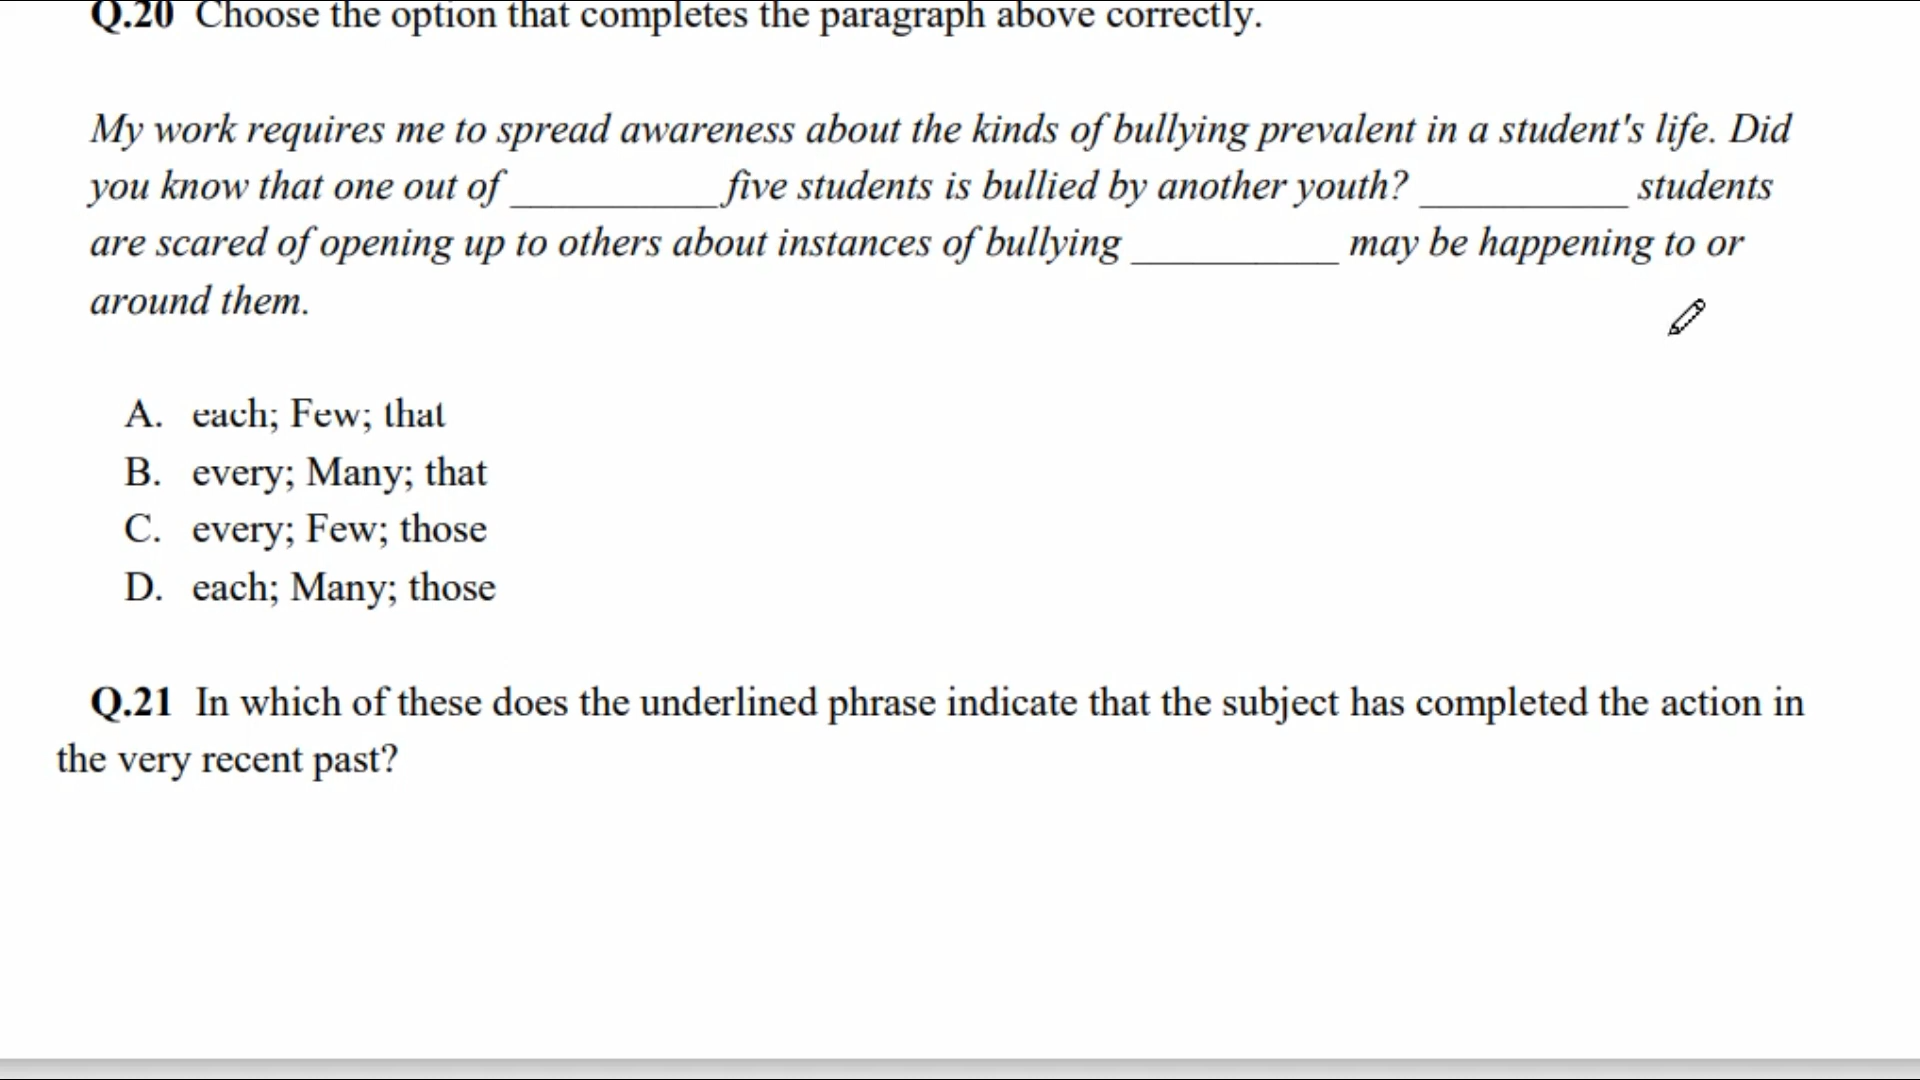 Q.20 Choose the option that completes the paragraph above correctly.
My work requires me to spread awareness about the kinds of bullying prevalent in a student's life. Did
you know that one out of __________ five students is bullied by another youth? __________ students
are scared of opening up to others about instances of bullying __________ may be happening to or
around them.
A. each; Few; that
B. every; Many; that
C. every; Few; those
D. each; Many; those
Q.21 In which of these does the underlined phrase indicate that the subject has completed the action in
the very recent past?